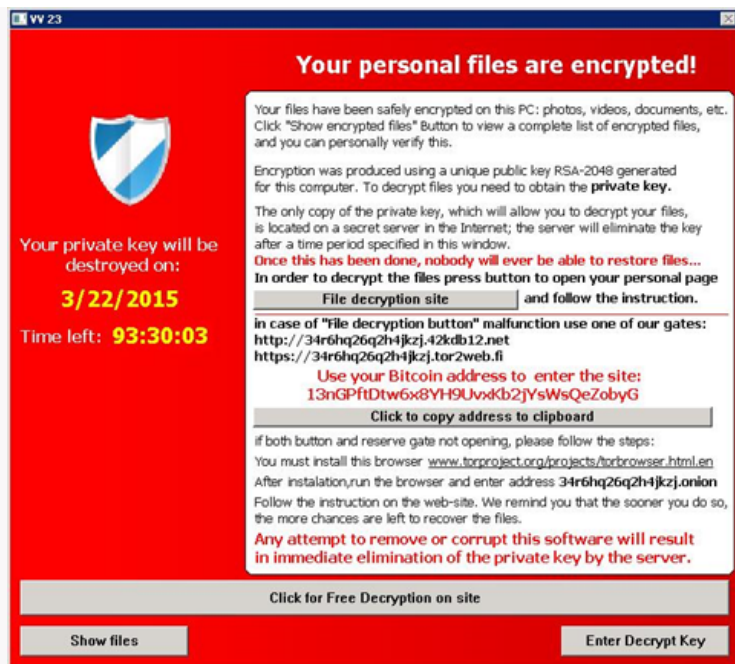 VV 23
Your personal files are encrypted!
Your files have been safely encrypted on this PC: photos, videos, documents, etc.
Click "Show encrypted files" Button to view a complete list of encrypted files,
and you can personally verify this.
Encryption was produced using a unique public key RSA-2048 generated
for this computer. To decrypt files you need to obtain the private key.
The only copy of the private key, which will allow you to decrypt your files,
is located on a secret server in the Internet; the server will eliminate the key
after a time period specified in this window.
Once this has been done, nobody will ever be able to restore files...
In order to decrypt the files press button to open your personal page
File decryption site
and follow the instruction.
in case of "File decryption button" malfunction use one of our gates:
http://34r6hq26q2h4jkzj.42kdb12.net
https://34r6hq26q2h4jkzj.tor2web.fi
Use your Bitcoin address to enter the site:
13nGPftDtw6x8YH9UvxKb2jYsWsQeZobyG
Click to copy address to clipboard
if both button and reserve gate not opening, please follow the steps:
You must install this browser www.torproject.org/projects/torbrowser.html.en
After instalation,run the browser and enter address 34r6hq26q2h4jkzj.onion
Follow the instruction on the web-site. We remind you that the sooner you do so,
the more chances are left to recover the files.
Any attempt to remove or corrupt this software will result
in immediate elimination of the private key by the server.
Your private key will be
destroyed on:
3/22/2015
Time left: 93:30:03
Click for Free Decryption on site
Show files
Enter Decrypt Key